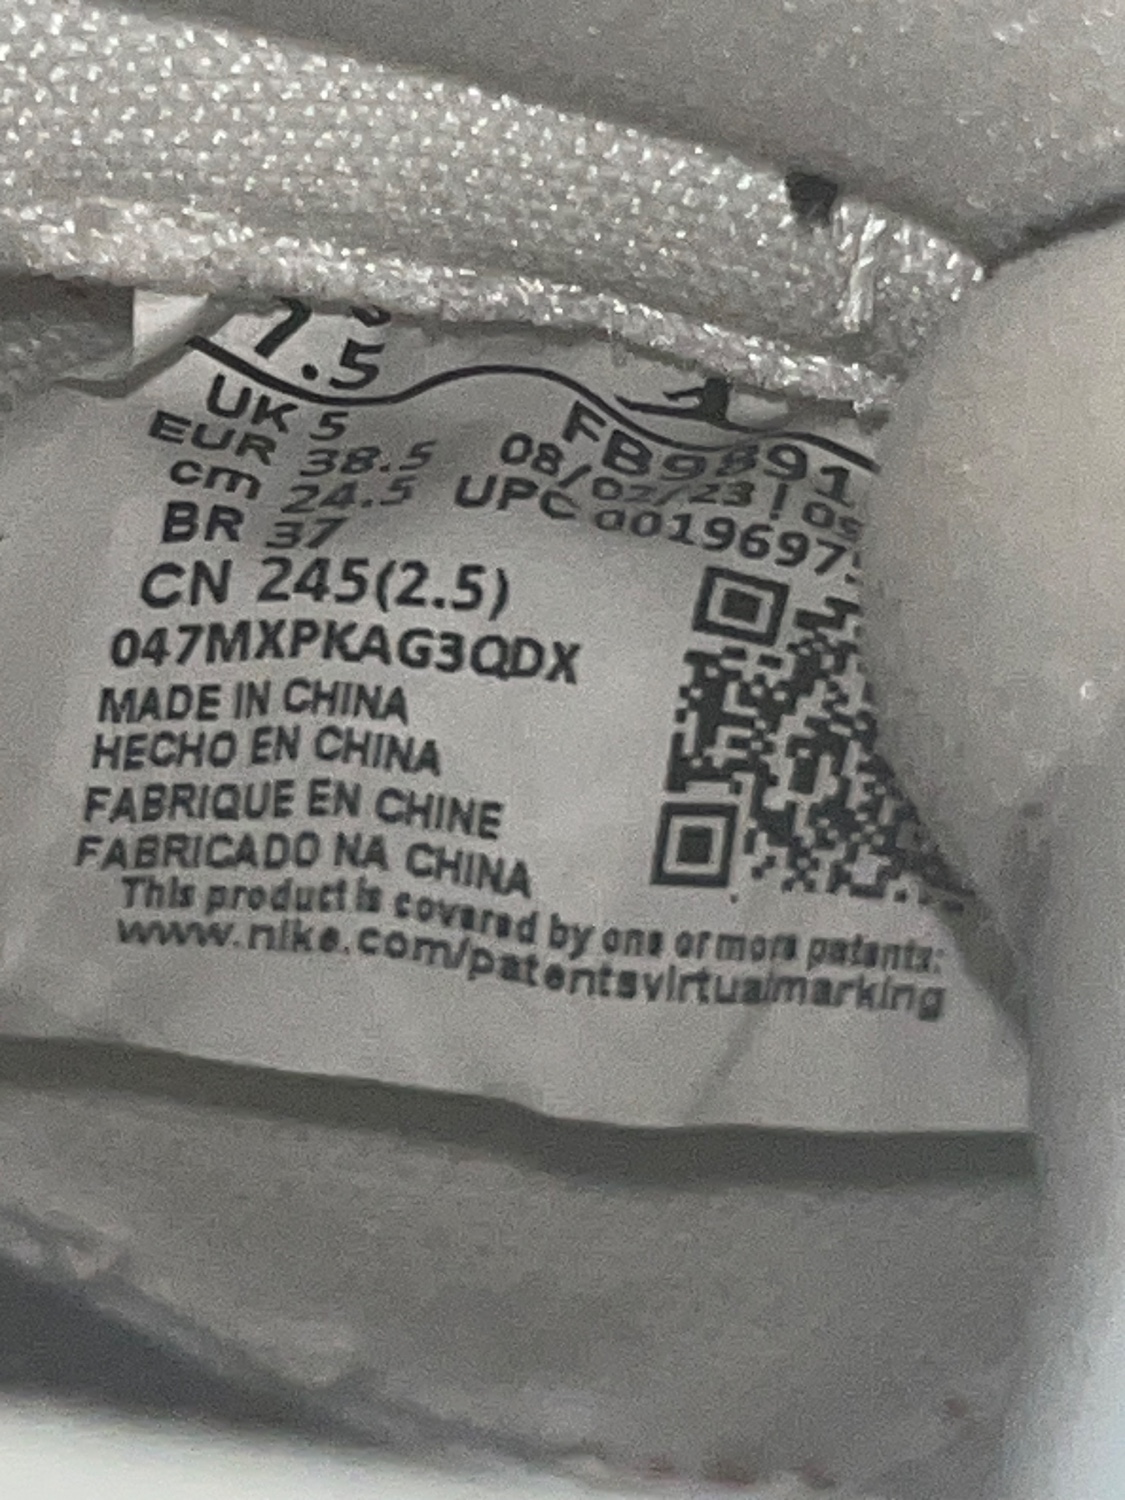 7.5
UK 5
EUR 38.5
cm 24.5
BR 37
FB9891
08/02/23
UPC 0019697
CN 245(2.5)
047MXPKAG3QDX
MADE IN CHINA
HECHO EN CHINA
FABRIQUE EN CHINE
FABRICADO NA CHINA
This product is covered by one or more patents:
www.nike.com/patentsvirtualmarking